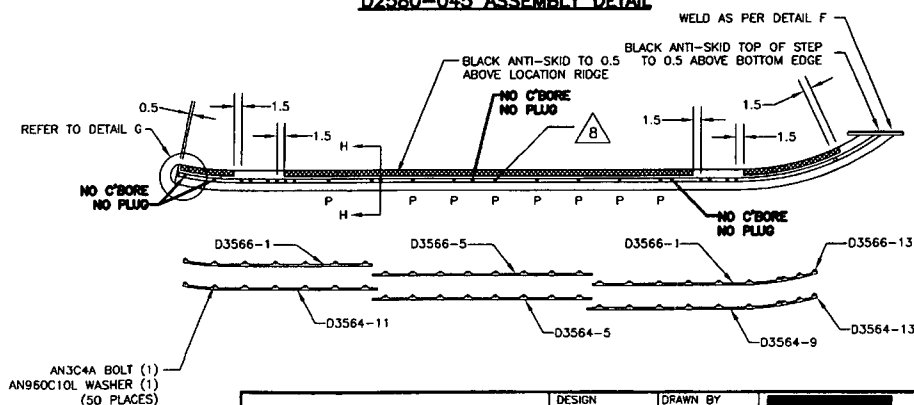 D2580-045 ASSEMBLY DETAIL
WELD AS PER DETAIL F
BLACK ANTI-SKID TO 0.5
ABOVE LOCATION RIDGE
BLACK ANTI-SKID TOP OF STEP
TO 0.5 ABOVE BOTTOM EDGE
0.5
1.5
NO C'BORE
NO PLUG
1.5
REFER TO DETAIL G
1.5
8
1.5
1.5
H
H
NO C'BORE
NO PLUG
P P P P P P P P
NO C'BORE
NO PLUG
D3566-1
D3566-5
D3566-1
D3566-13
D3564-11
D3564-5
D3564-9
D3564-13
AN3C4A BOLT (1)
AN960C10L WASHER (1)
(50 PLACES)
DESIGN
DRAWN BY